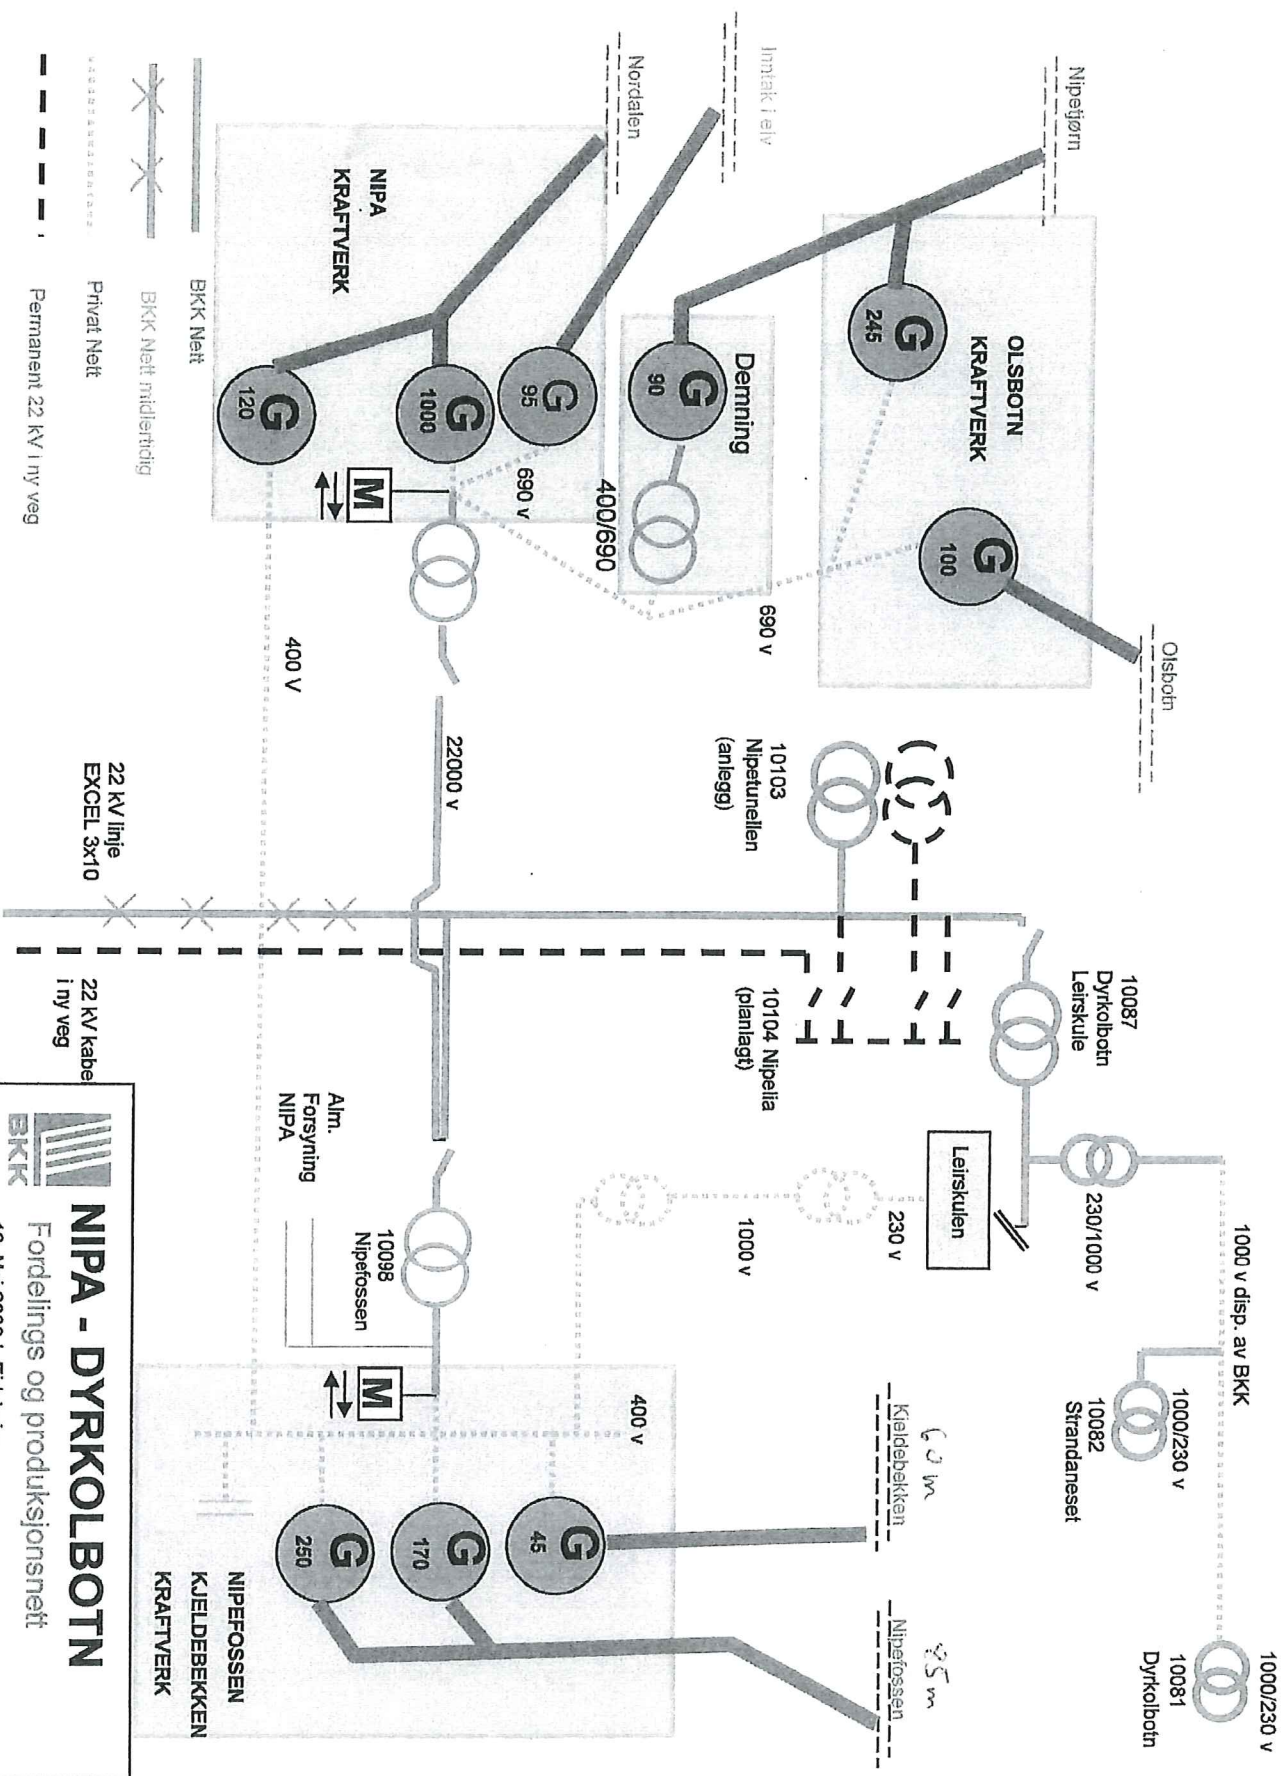 Nipetjørn
Inntak i elv
Nordalen
Olsbotn
OLSBOTN
KRAFTVERK
G
245
G
100
Demning
G
90
400/690
690 v
NIPA
KRAFTVERK
G
95
G
1000
G
120
690 v
M
400 V
22000 v
10103
Nipetunellen
(anlegg)
10087
Dyrkolbotn
Leirskule
10104 Nipelia
(planlagt)
Leirskulen
230/1000 v
1000 v disp. av BKK
1000/230 v
10082
Strandaneset
1000/230 v
10081
Dyrkolbotn
230 v
1000 v
Kjeldebekken
60 m
Nipefossen
85 m
Alm.
Forsyning
NIPA
10098
Nipefossen
M
400 v
G
45
G
170
G
250
NIPEFOSSEN
KJELDEBEKKEN
KRAFTVERK
22 kV linje
EXCEL 3x10
22 kV kabel
i ny veg
BKK Nett
BKK Nett midlertidig
Privat Nett
Permanent 22 kV i ny veg
BKK
NIPA - DYRKOLBOTN
Fordelings og produksjonsnett